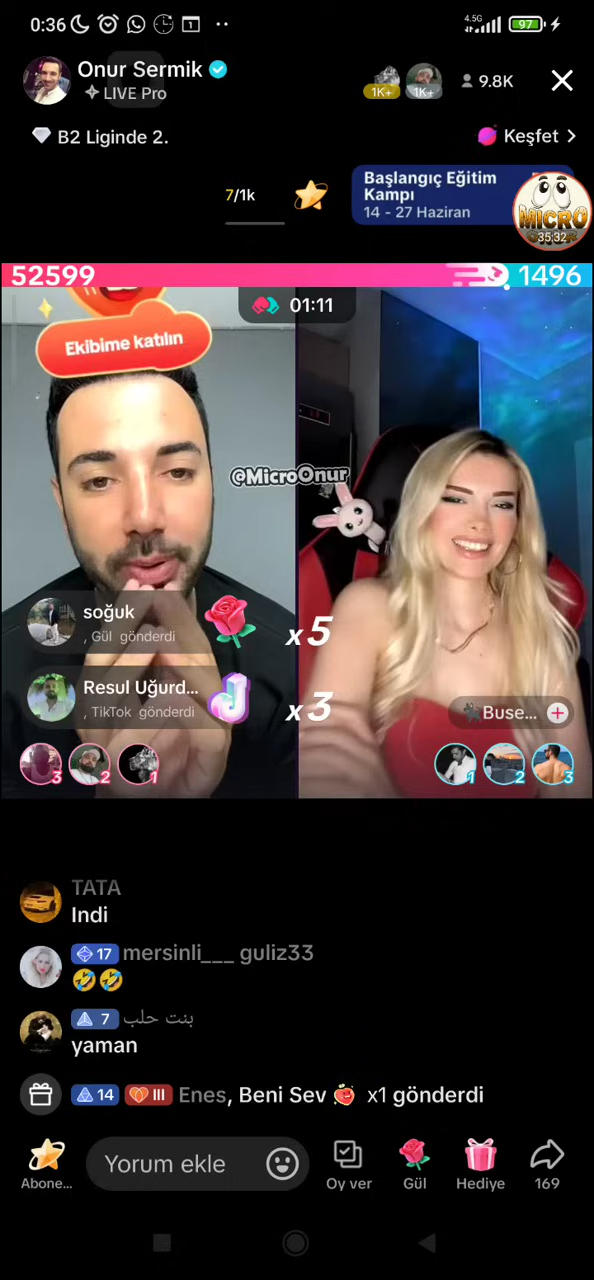 0:36
1
4.5G
97
Onur Sermik
LIVE Pro
1K+
1K+
9.8K
B2 Liginde 2.
Keşfet
7/1k
Başlangıç Eğitim
Kampı
14 - 27 Haziran
MICRO
35:32
52599
1496
01:11
Ekibime katılın
@MicroOnur
soğuk
, Gül gönderdi
x5
Resul Uğurd...
, TikTok gönderdi
x3
Buse...
3
2
1
1
2
3
TATA
Indi
17 mersinli___ guliz33
🤣🤣
7 بنت حلب
yaman
14 III Enes, Beni Sev x1 gönderdi
Abone...
Yorum ekle
Oy ver
Gül
Hediye
169